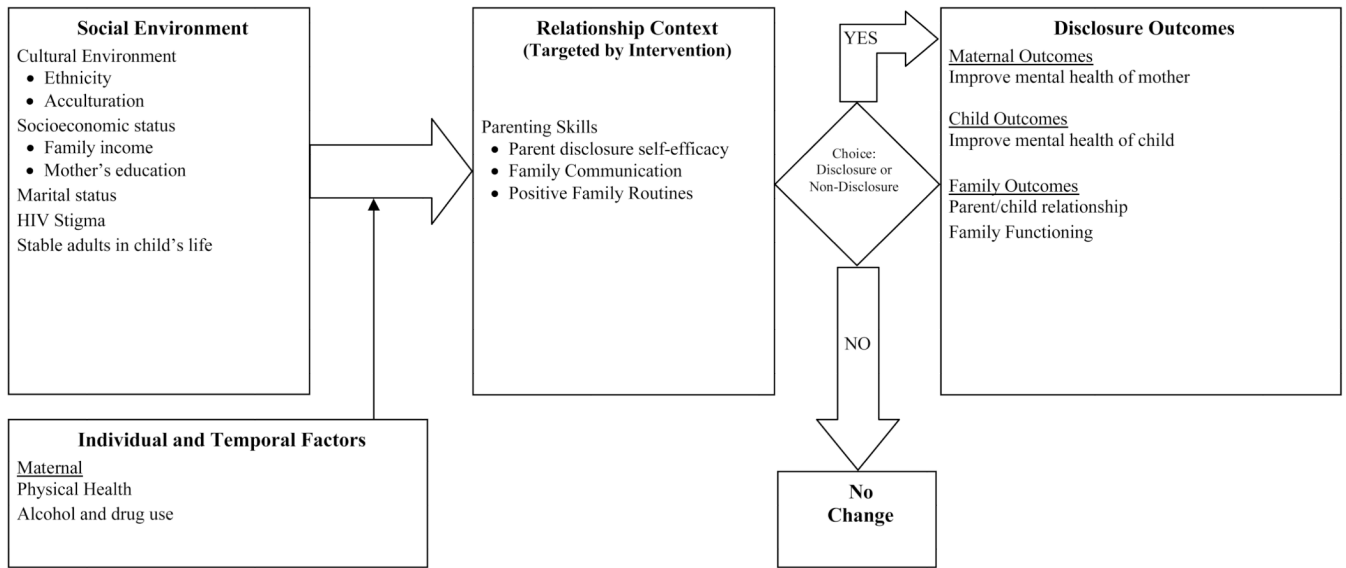 Social Environment
Cultural Environment
• Ethnicity
• Acculturation
Socioeconomic status
• Family income
• Mother’s education
Marital status
HIV Stigma
Stable adults in child’s life
Individual and Temporal Factors
Maternal
Physical Health
Alcohol and drug use
Relationship Context
(Targeted by Intervention)
Parenting Skills
• Parent disclosure self-efficacy
• Family Communication
• Positive Family Routines
Choice:
Disclosure or
Non-Disclosure
YES
NO
No
Change
Disclosure Outcomes
Maternal Outcomes
Improve mental health of mother
Child Outcomes
Improve mental health of child
Family Outcomes
Parent/child relationship
Family Functioning